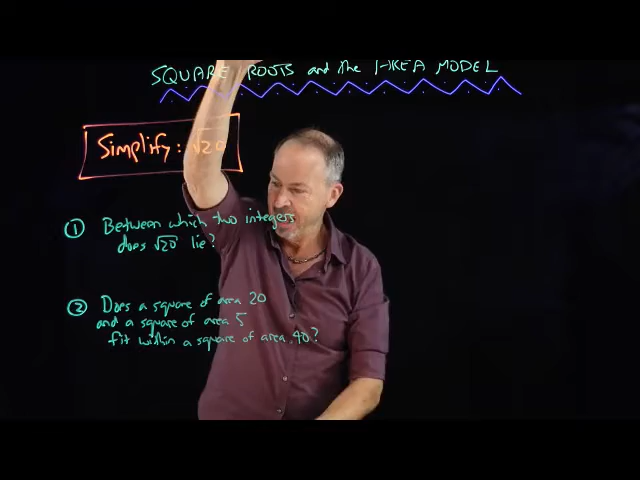 SQUARE ROOTS and the IKEA MODEL
Simplify: √20
① Between which two integers
does √20 lie?
② Does a square of area 20
and a square of area 5
fit within a square of area 40?